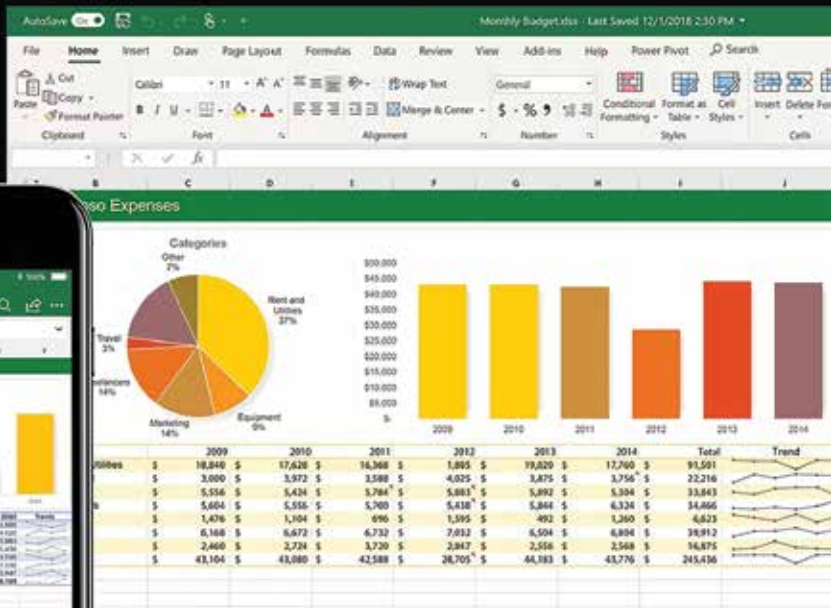 AutoSave On Monthly Budget.xlsx - Last Saved 12/1/2018 2:30 PM
File Home Insert Draw Page Layout Formulas Data Review View Add-ins Help Power Pivot Search
Paste Cut
Copy
Format Painter
Clipboard
Calibri 11 A A
B I U A
Font
Wrap Text
Merge & Center
Alignment
General
$ % 9
Number
Conditional Formatting
Format as Table
Cell Styles
Styles
Insert Delete
Cells
fx
B C D E F G H I J
Expenses
Categories
Other
7%
Rent and
Utilities
37%
Equipment
9%
Marketing
14%
14%
Travel
3%
$50,000
$45,000
$40,000
$35,000
$30,000
$25,000
$20,000
$15,000
$10,000
$5,000
$-
2009 2010 2011 2012 2013 2014
2009 2010 2011 2012 2013 2014 Total Trend
Utilities $ 18,840 $ 17,628 $ 16,368 $ 1,885 $ 19,020 $ 17,760 $ 91,501
$ 3,000 $ 3,972 $ 3,588 $ 4,025 $ 3,875 $ 3,756 $ 22,216
$ 5,556 $ 5,424 $ 5,784 $ 5,883 $ 5,892 $ 5,304 $ 33,843
$ 5,604 $ 5,556 $ 5,700 $ 5,438 $ 5,844 $ 6,324 $ 34,466
$ 1,476 $ 1,104 $ 696 $ 1,595 $ 492 $ 1,260 $ 6,623
$ 6,168 $ 6,672 $ 6,732 $ 7,032 $ 6,504 $ 6,804 $ 39,912
$ 2,460 $ 2,724 $ 3,720 $ 2,847 $ 2,556 $ 2,568 $ 16,875
$ 43,104 $ 43,080 $ 42,588 $ 28,705 $ 44,183 $ 43,776 $ 245,436